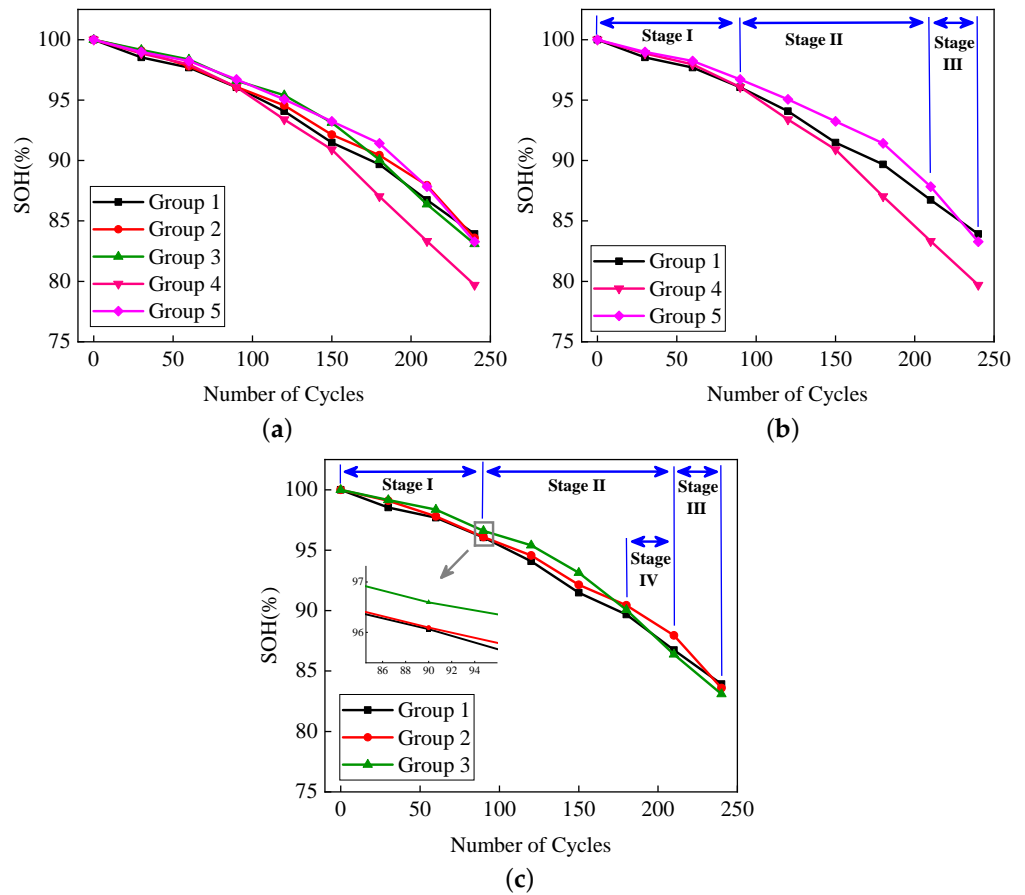 100
95
90
85
80
75
SOH(%)
Group 1
Group 2
Group 3
Group 4
Group 5
0 50 100 150 200 250
Number of Cycles
(a)
Stage I
Stage II
Stage
III
100
95
90
85
80
75
SOH(%)
Group 1
Group 4
Group 5
0 50 100 150 200 250
Number of Cycles
(b)
Stage I
Stage II
Stage
III
Stage
IV
100
95
90
85
80
75
SOH(%)
97
96
86 88 90 92 94
Group 1
Group 2
Group 3
0 50 100 150 200 250
Number of Cycles
(c)